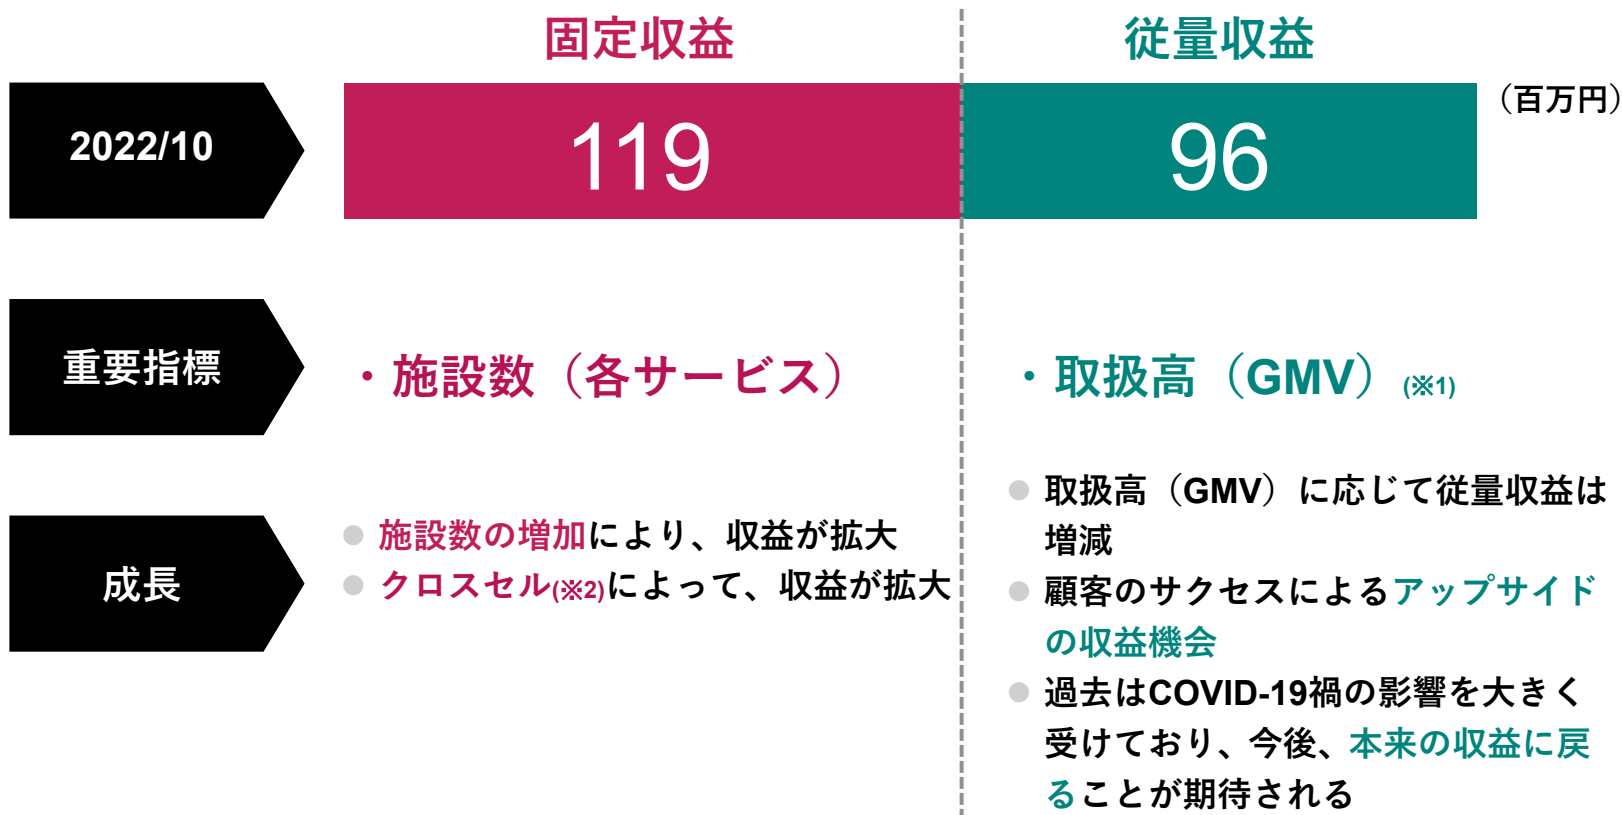 固定収益
従量収益
2022/10
119
96
（百万円）
重要指標
・施設数（各サービス）
・取扱高（GMV）(※1)
成長
施設数の増加により、収益が拡大
クロスセル(※2)によって、収益が拡大
取扱高（GMV）に応じて従量収益は
増減
顧客のサクセスによるアップサイド
の収益機会
過去はCOVID-19禍の影響を大きく
受けており、今後、本来の収益に戻
ることが期待される